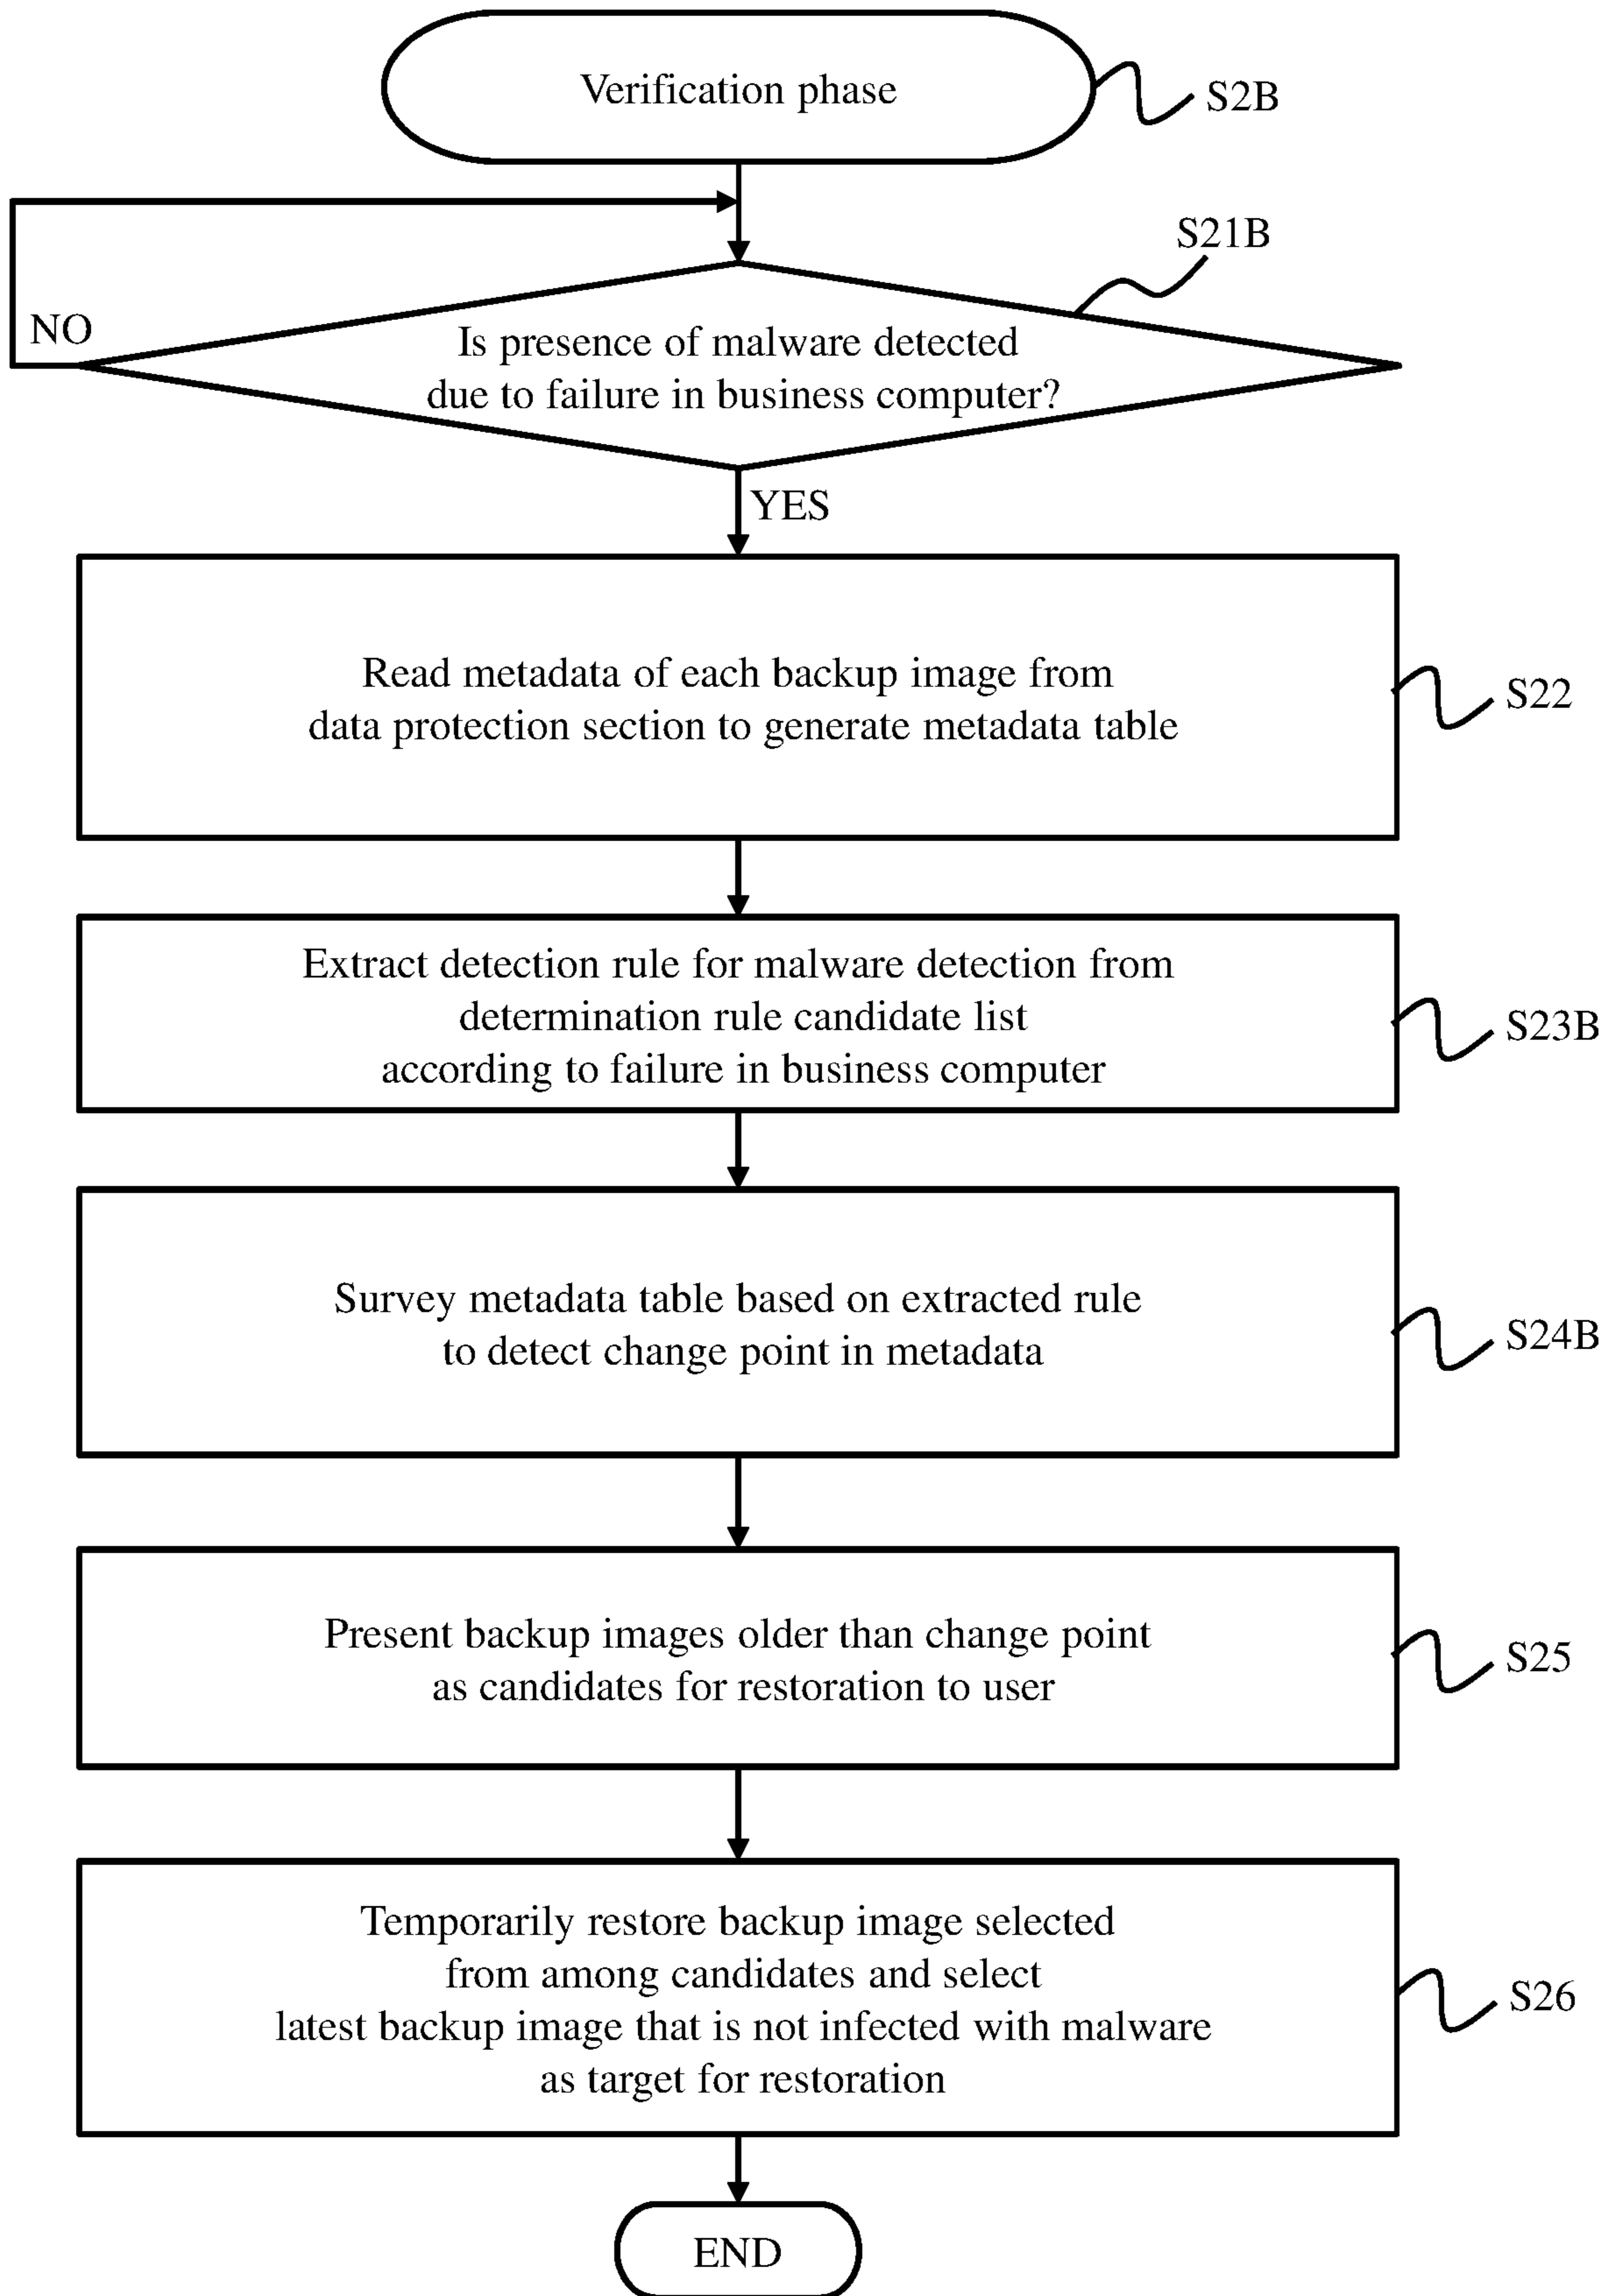 Verification phase
S2B
S21B
NO
Is presence of malware detected
due to failure in business computer?
YES
Read metadata of each backup image from
data protection section to generate metadata table
S22
Extract detection rule for malware detection from
determination rule candidate list
according to failure in business computer
S23B
Survey metadata table based on extracted rule
to detect change point in metadata
S24B
Present backup images older than change point
as candidates for restoration to user
S25
Temporarily restore backup image selected
from among candidates and select
latest backup image that is not infected with malware
as target for restoration
S26
END